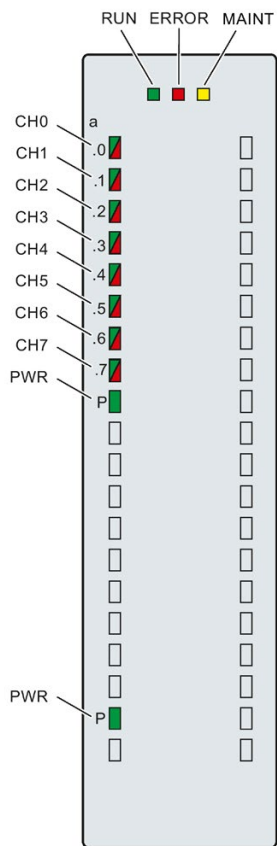 RUN ERROR MAINT
a
CH0 .0
CH1 .1
CH2 .2
CH3 .3
CH4 .4
CH5 .5
CH6 .6
CH7 .7
PWR P
PWR P